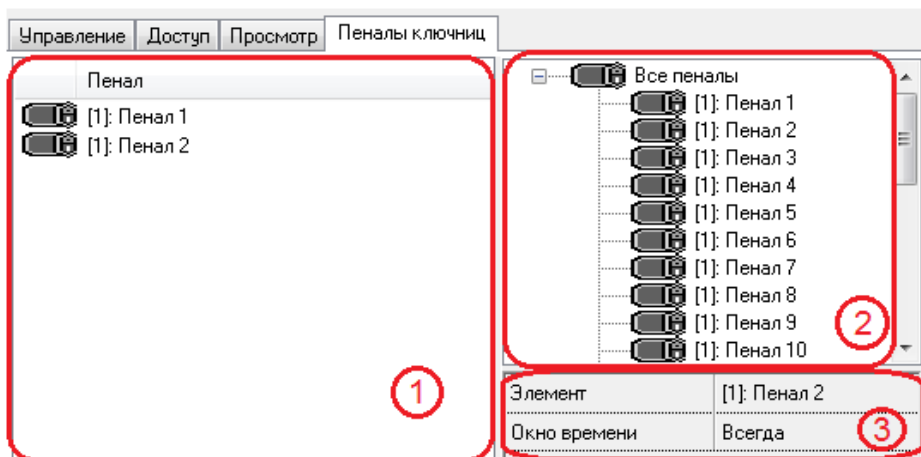 Управление Доступ Просмотр Пеналы ключниц
Пенал
[1]: Пенал 1
[1]: Пенал 2
1
Все пеналы
[1]: Пенал 1
[1]: Пенал 2
[1]: Пенал 3
[1]: Пенал 4
[1]: Пенал 5
[1]: Пенал 6
[1]: Пенал 7
[1]: Пенал 8
[1]: Пенал 9
[1]: Пенал 10
2
Элемент [1]: Пенал 2
Окно времени Всегда
3